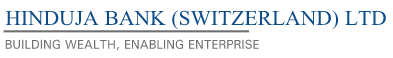 HINDUJA BANK (SWITZERLAND) LTD
BUILDING WEALTH, ENABLING ENTERPRISE